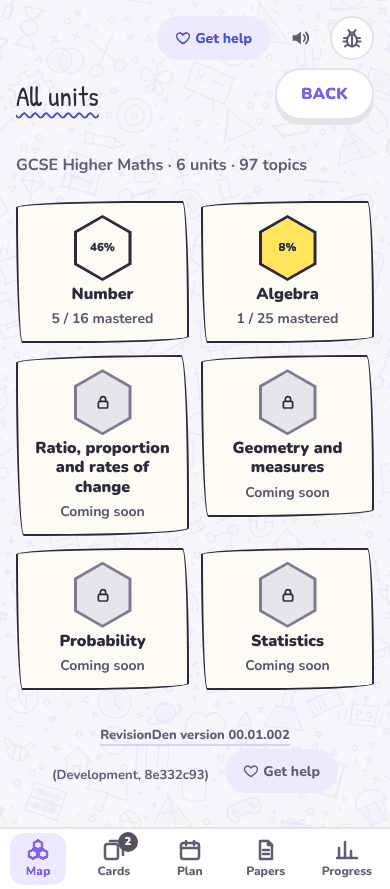 Get help
All units
BACK
GCSE Higher Maths · 6 units · 97 topics
46%
Number
5 / 16 mastered
8%
Algebra
1 / 25 mastered
Ratio, proportion
and rates of
change
Coming soon
Geometry and
measures
Coming soon
Probability
Coming soon
Statistics
Coming soon
RevisionDen version 00.01.002
(Development, 8e332c93)
Get help
Map
2
Cards
Plan
Papers
Progress